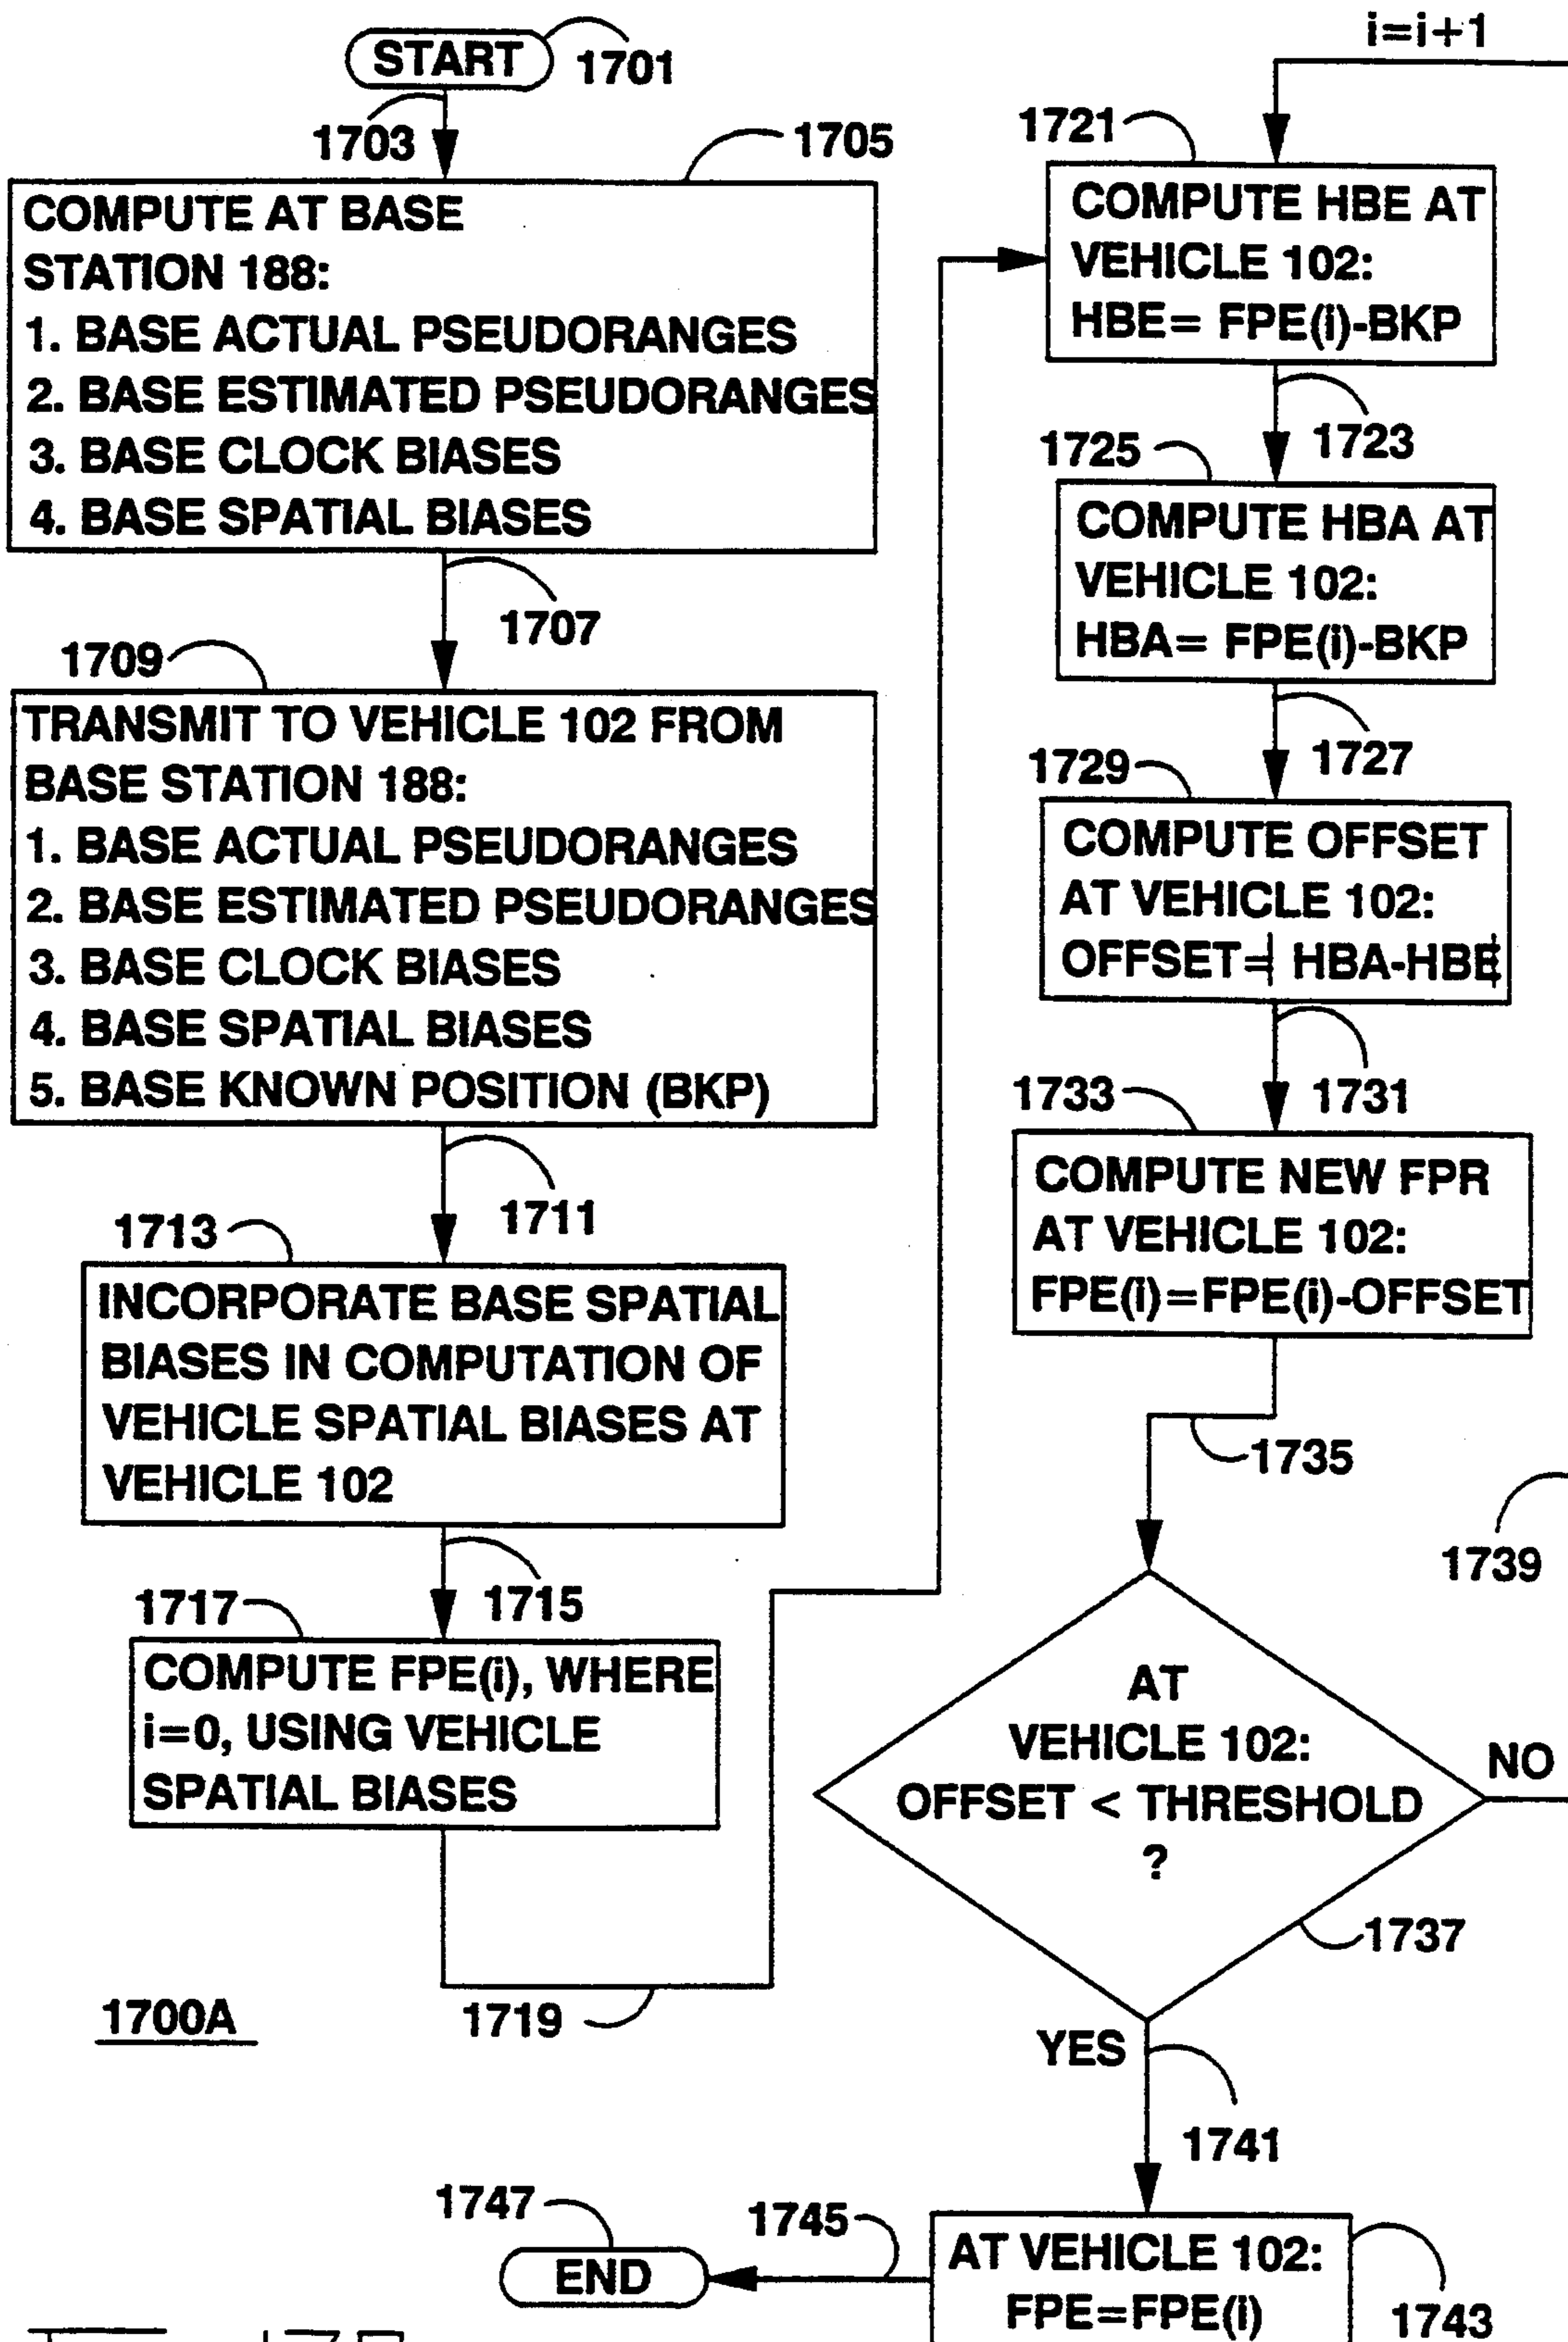 START
1701
1703
1705
COMPUTE AT BASE
STATION 188:
1. BASE ACTUAL PSEUDORANGES
2. BASE ESTIMATED PSEUDORANGES
3. BASE CLOCK BIASES
4. BASE SPATIAL BIASES
1707
1709
TRANSMIT TO VEHICLE 102 FROM
BASE STATION 188:
1. BASE ACTUAL PSEUDORANGES
2. BASE ESTIMATED PSEUDORANGES
3. BASE CLOCK BIASES
4. BASE SPATIAL BIASES
5. BASE KNOWN POSITION (BKP)
1711
1713
INCORPORATE BASE SPATIAL
BIASES IN COMPUTATION OF
VEHICLE SPATIAL BIASES AT
VEHICLE 102
1715
1717
COMPUTE FPE(i), WHERE
i=0, USING VEHICLE
SPATIAL BIASES
1719
1700A
i=i+1
1721
COMPUTE HBE AT
VEHICLE 102:
HBE= FPE(i)-BKP
1723
1725
COMPUTE HBA AT
VEHICLE 102:
HBA= FPE(i)-BKP
1727
1729
COMPUTE OFFSET
AT VEHICLE 102:
OFFSET=| HBA-HBE|
1731
1733
COMPUTE NEW FPR
AT VEHICLE 102:
FPE(i)=FPE(i)-OFFSET
1735
1739
AT
VEHICLE 102:
OFFSET < THRESHOLD
?
NO
1737
YES
1741
1747
1745
END
AT VEHICLE 102:
FPE=FPE(i)
1743